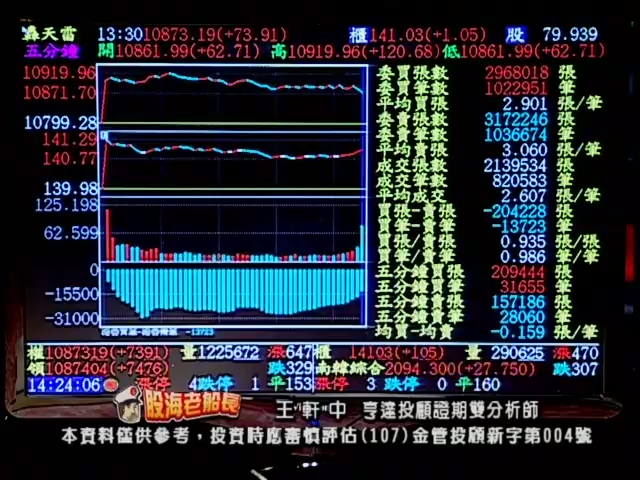 轟天雷 13:30 10873.19(+73.91) 櫃 141.03(+1.05) 股 79.939
五分鐘 開10861.99(+62.71) 高10919.96(+120.68) 低10861.99(+62.71)
10919.96
10871.70
10799.28
141.29
140.77
139.98
125.198
62.599
0
-15500
-31000
委買張數 2968018 張
委買筆數 1022951 筆
平均買張 2.901 張/筆
委賣張數 3172246 張
委賣筆數 1036674 筆
平均賣張 3.060 張/筆
成交張數 2139534 張
成交筆數 820583 筆
平均成交 2.607 張/筆
買張-賣張 -204228 張
買筆-賣筆 -13723 筆
買張/賣張 0.935 張/張
買筆/賣筆 0.986 筆/筆
五分鐘買張 209444 張
五分鐘買筆 31655 筆
五分鐘賣張 157186 張
五分鐘賣筆 28060 筆
均買-均賣 -0.159 張/筆
-13723
權1087319(+7391) 量1225672 漲647 櫃 14103(+105) 量 290625 漲470
領1087404(+7476) 跌329 南韓綜合2094.300(+27.750) 跌307
14:24:06 漲停 4 跌停 1 平153 漲停 3 跌停 0 平160
股海老船長 王"軒"中 亨達投顧證期雙分析師
本資料僅供參考，投資時應審慎評估(107)金管投顧新字第004號